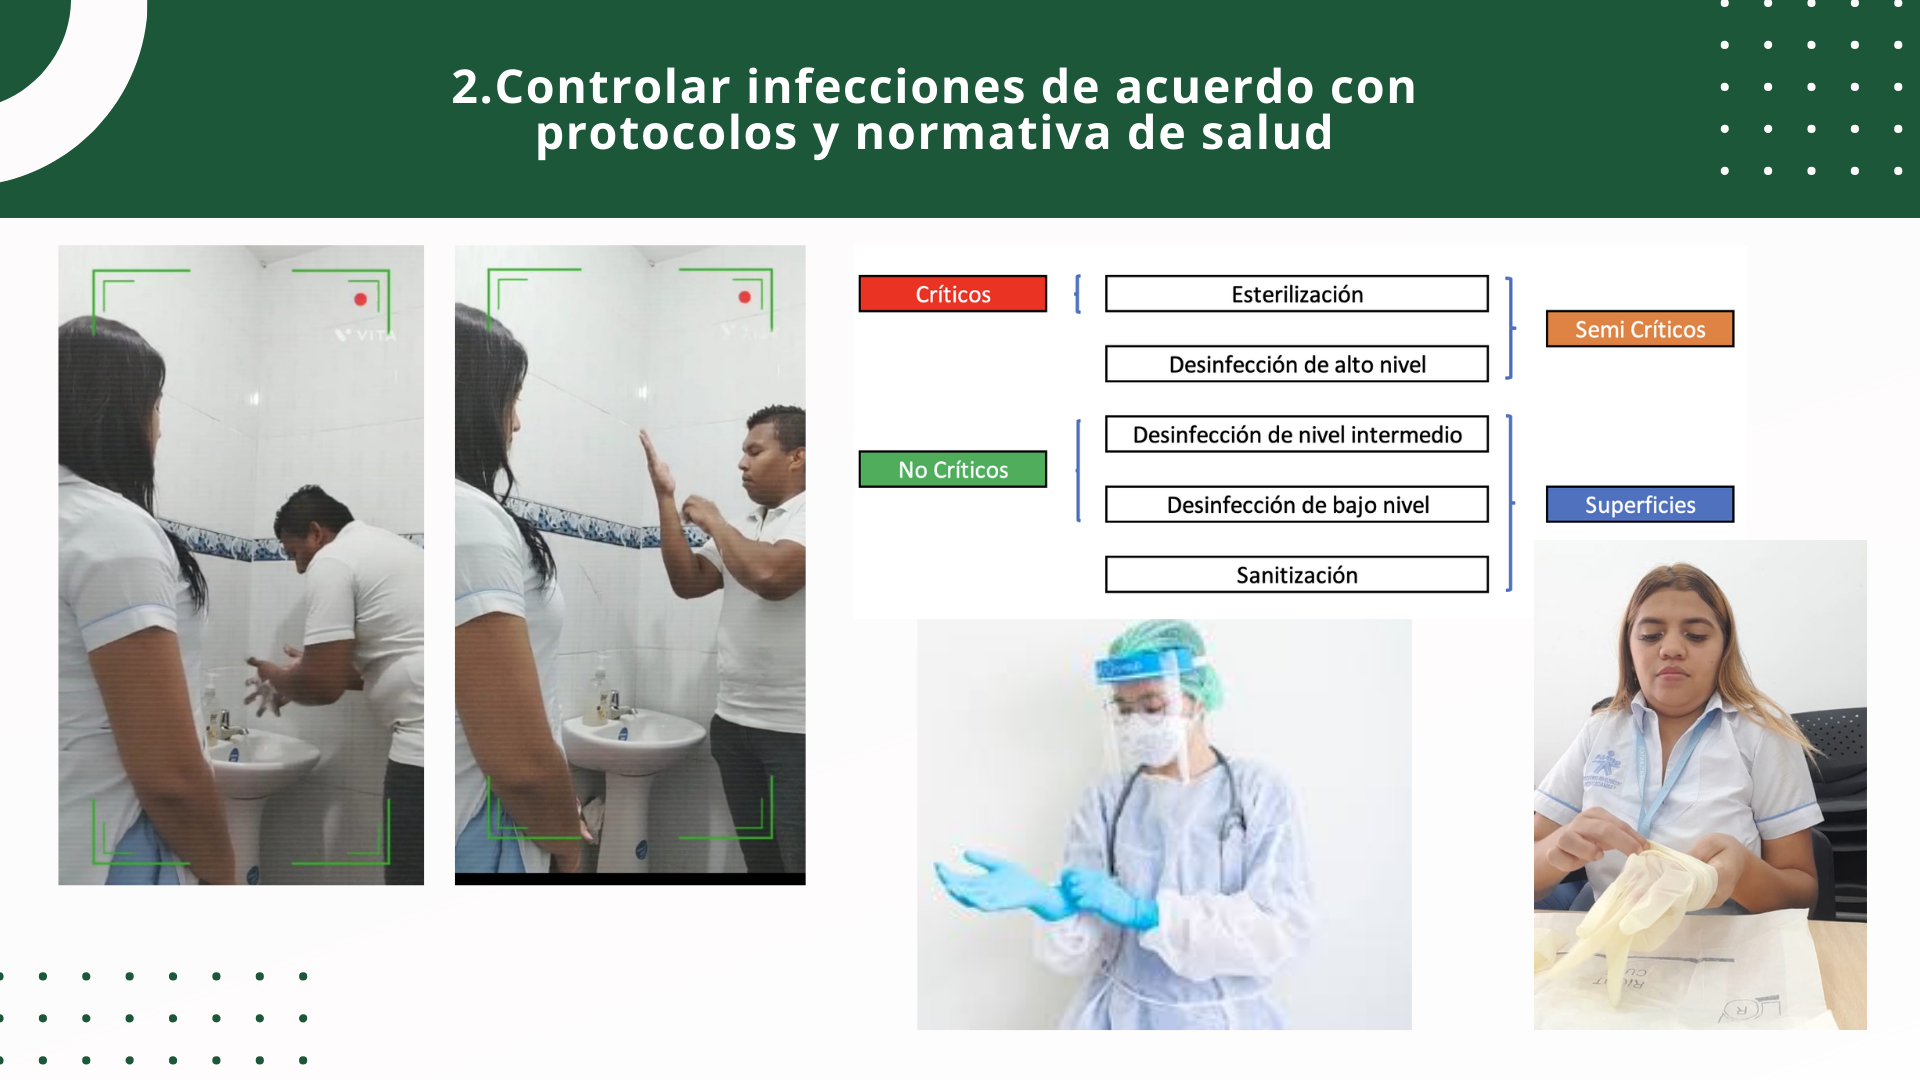 2.Controlar infecciones de acuerdo con
protocolos y normativa de salud
VITA
Críticos
Esterilización
Semi Críticos
Desinfección de alto nivel
Desinfección de nivel intermedio
No Críticos
Desinfección de bajo nivel
Superficies
Sanitización
R